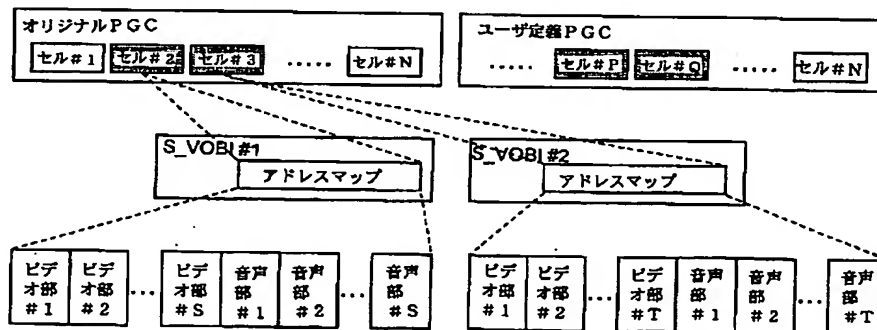 オリジナルPGC
セル#1 セル#2 セル#3 ..... セル#N
ユーザ定義PGC
..... セル#P セル#Q ..... セル#N
S_VOBI#1
アドレスマップ
S_VOBI#2
アドレスマップ
ビデオ部#1 ビデオ部#2 ... ビデオ部#S 音声部#1 音声部#2 ... 音声部#S
ビデオ部#1 ビデオ部#2 ... ビデオ部#T 音声部#1 音声部#2 ... 音声部#T